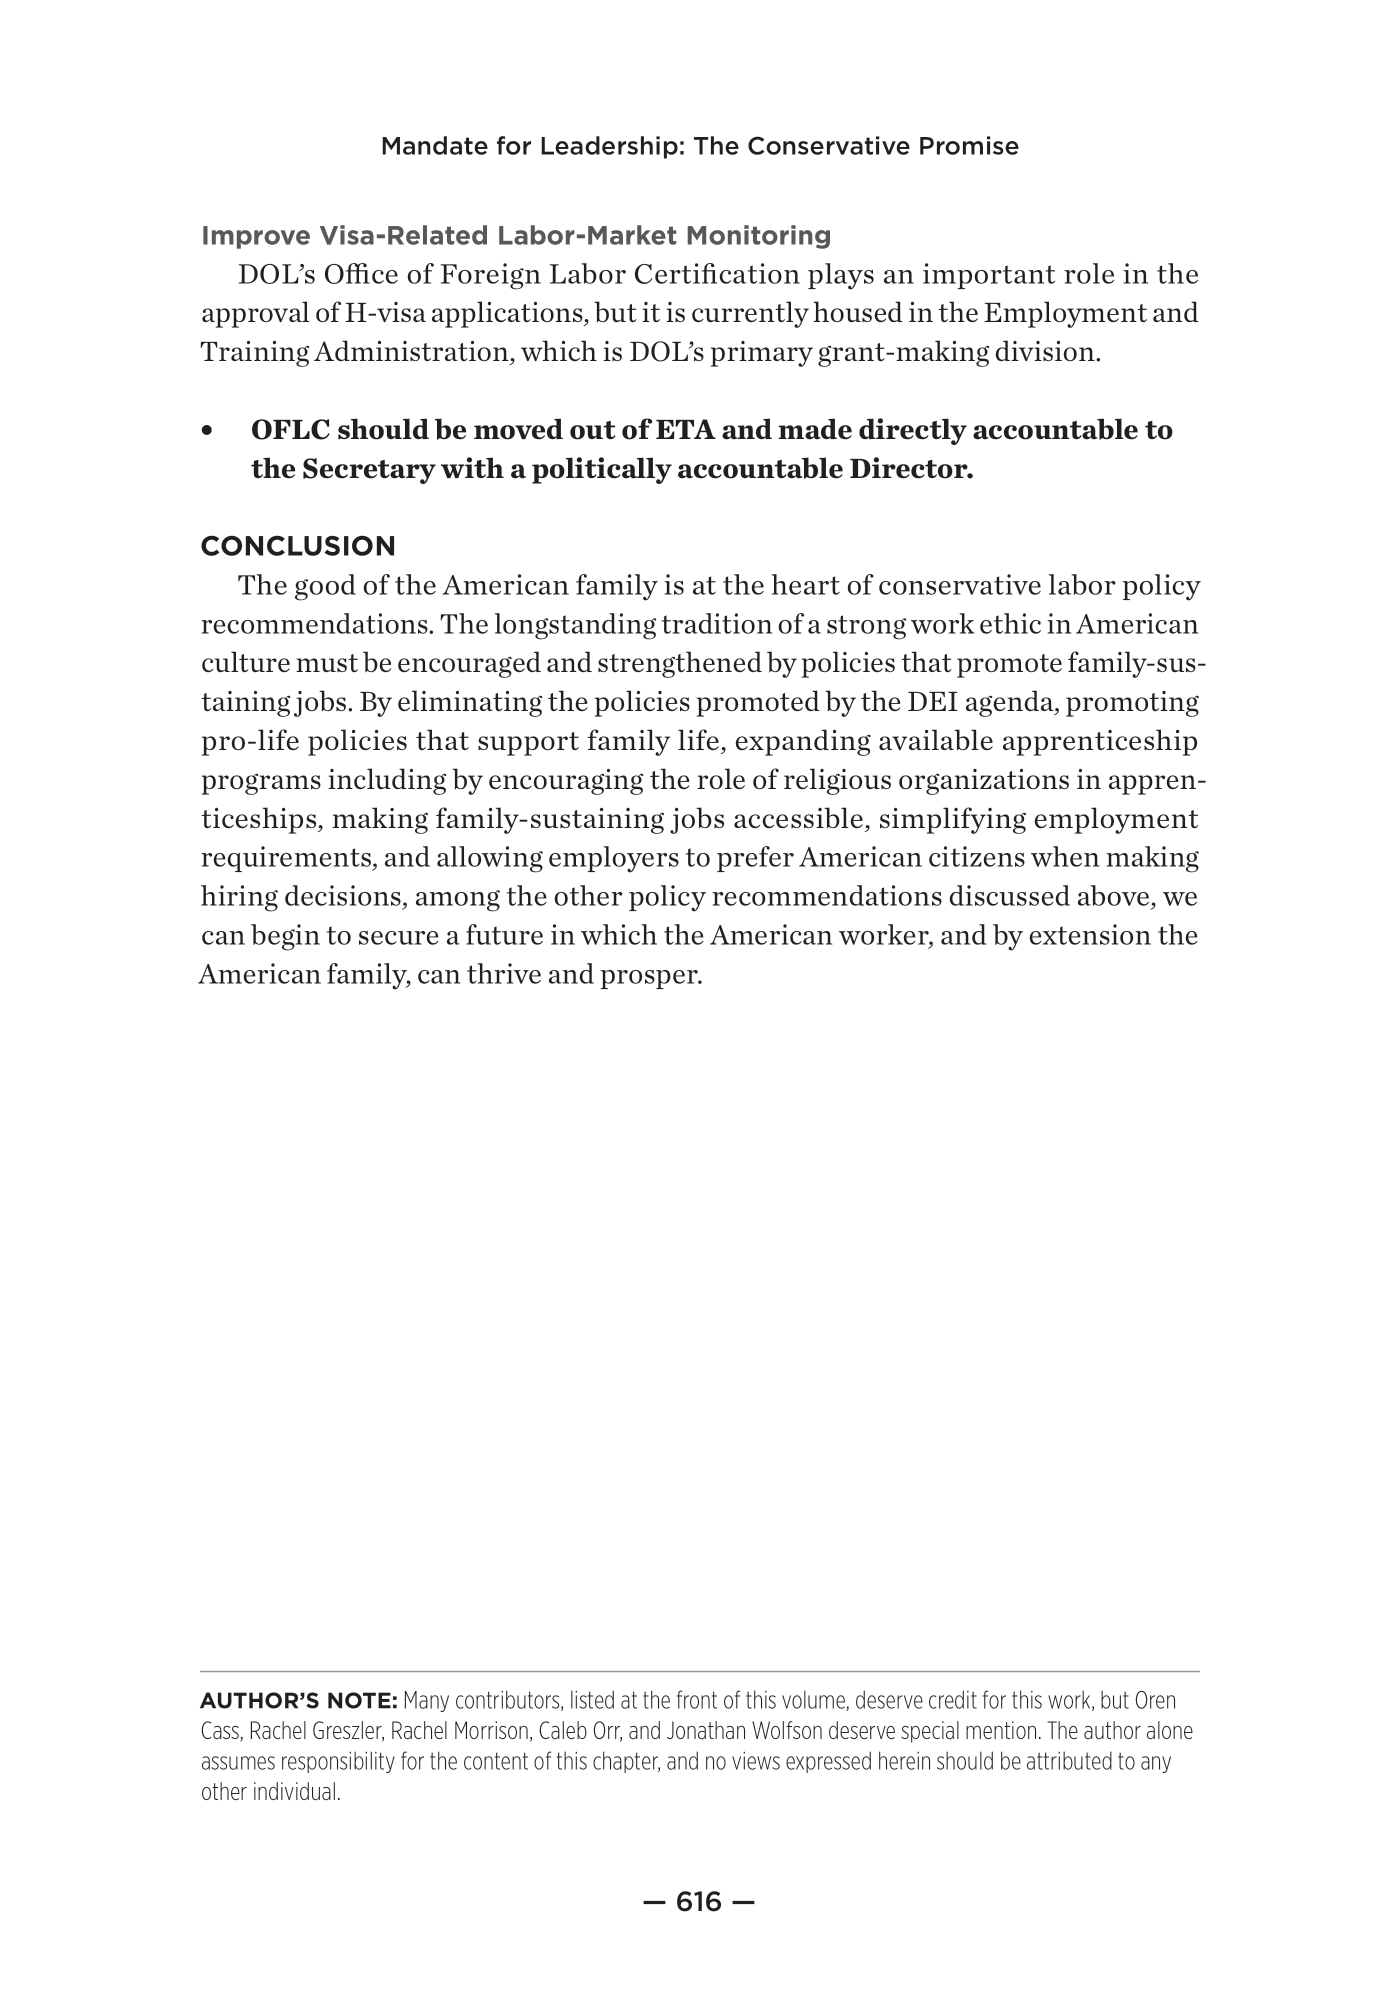 Mandate for Leadership: The Conservative Promise
Improve Visa-Related Labor-Market Monitoring
DOL’s Office of Foreign Labor Certification plays an important role in the
approval of H-visa applications, but it is currently housed in the Employment and
Training Administration, which is DOL’s primary grant-making division.
• OFLC should be moved out of ETA and made directly accountable to
the Secretary with a politically accountable Director.
CONCLUSION
The good of the American family is at the heart of conservative labor policy
recommendations. The longstanding tradition of a strong work ethic in American
culture must be encouraged and strengthened by policies that promote family-sus-
taining jobs. By eliminating the policies promoted by the DEI agenda, promoting
pro-life policies that support family life, expanding available apprenticeship
programs including by encouraging the role of religious organizations in appren-
ticeships, making family-sustaining jobs accessible, simplifying employment
requirements, and allowing employers to prefer American citizens when making
hiring decisions, among the other policy recommendations discussed above, we
can begin to secure a future in which the American worker, and by extension the
American family, can thrive and prosper.
AUTHOR’S NOTE: Many contributors, listed at the front of this volume, deserve credit for this work, but Oren
Cass, Rachel Greszler, Rachel Morrison, Caleb Orr, and Jonathan Wolfson deserve special mention. The author alone
assumes responsibility for the content of this chapter, and no views expressed herein should be attributed to any
other individual.
— 616 —